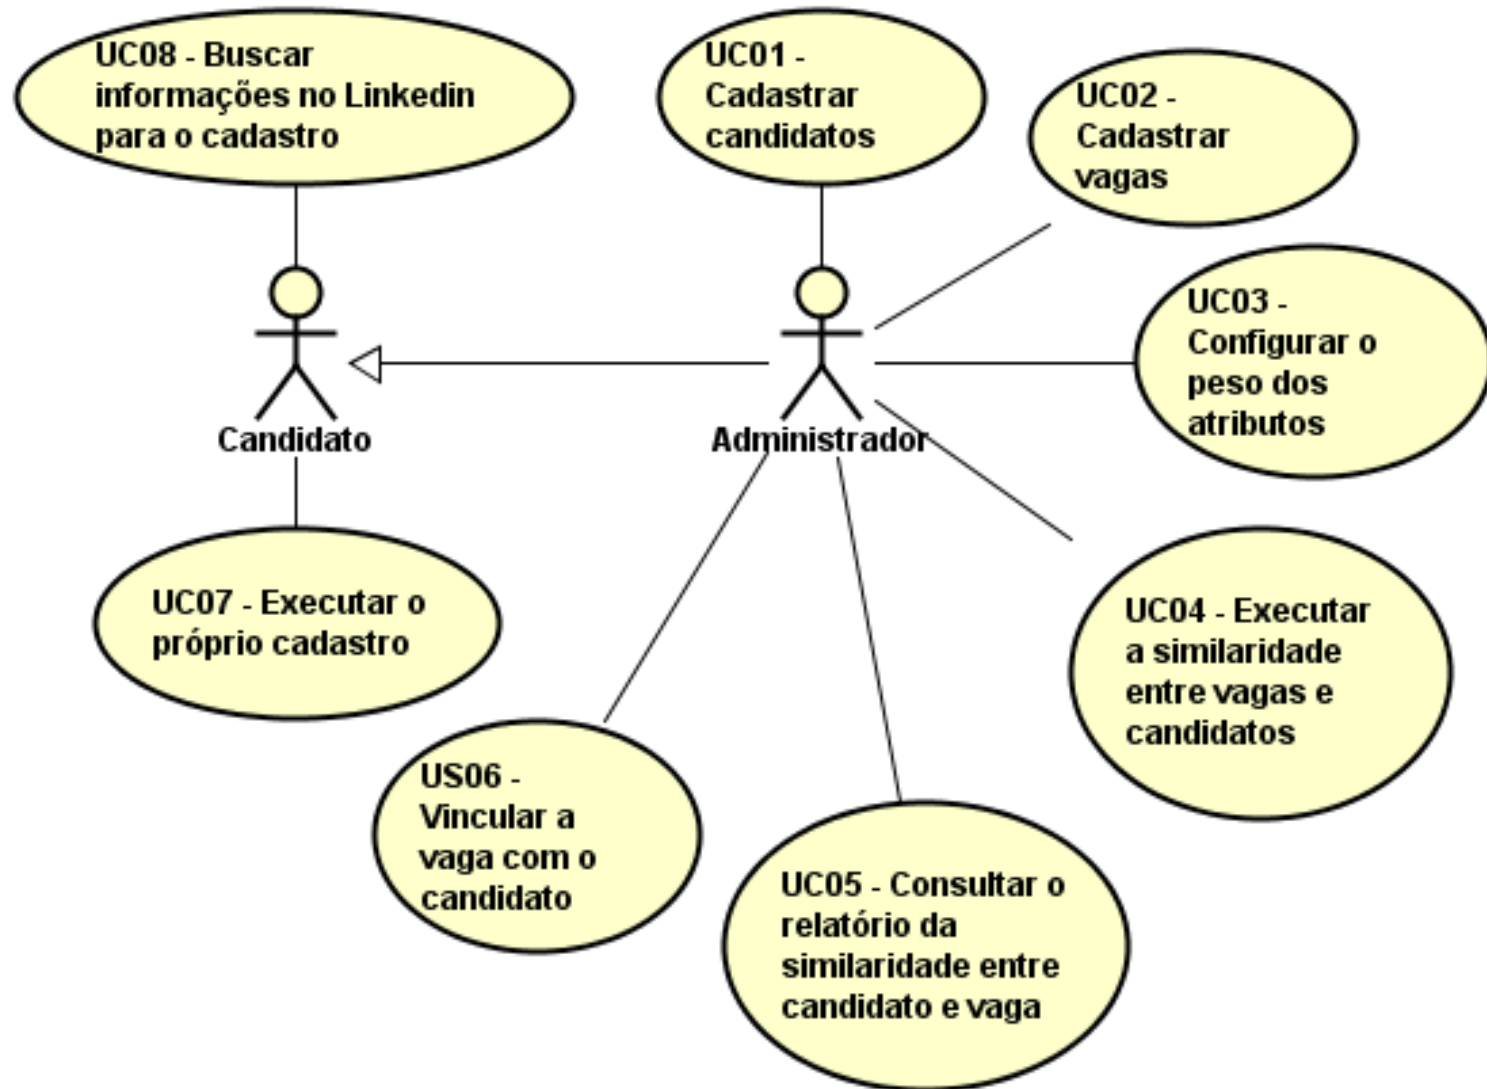 UC08 - Buscar
informações no Linkedin
para o cadastro
UC01 -
Cadastrar
candidatos
UC02 -
Cadastrar
vagas
UC03 -
Configurar o
peso dos
atributos
Candidato
Administrador
UC07 - Executar o
próprio cadastro
UC04 - Executar
a similaridade
entre vagas e
candidatos
US06 -
Vincular a
vaga com o
candidato
UC05 - Consultar o
relatório da
similaridade entre
candidato e vaga